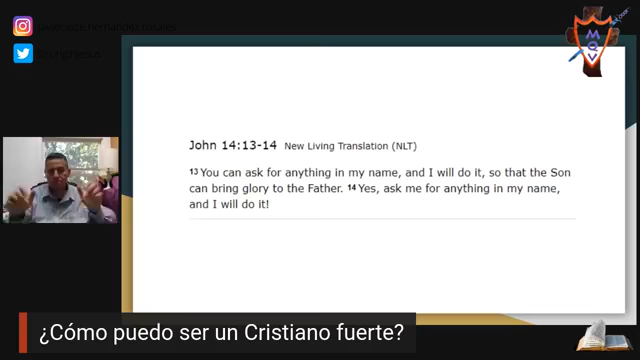 John 14:13-14 New Living Translation (NLT)
13 You can ask for anything in my name, and I will do it, so that the Son
can bring glory to the Father. 14 Yes, ask me for anything in my name,
and I will do it!
¿Cómo puedo ser un Cristiano fuerte?
MQV